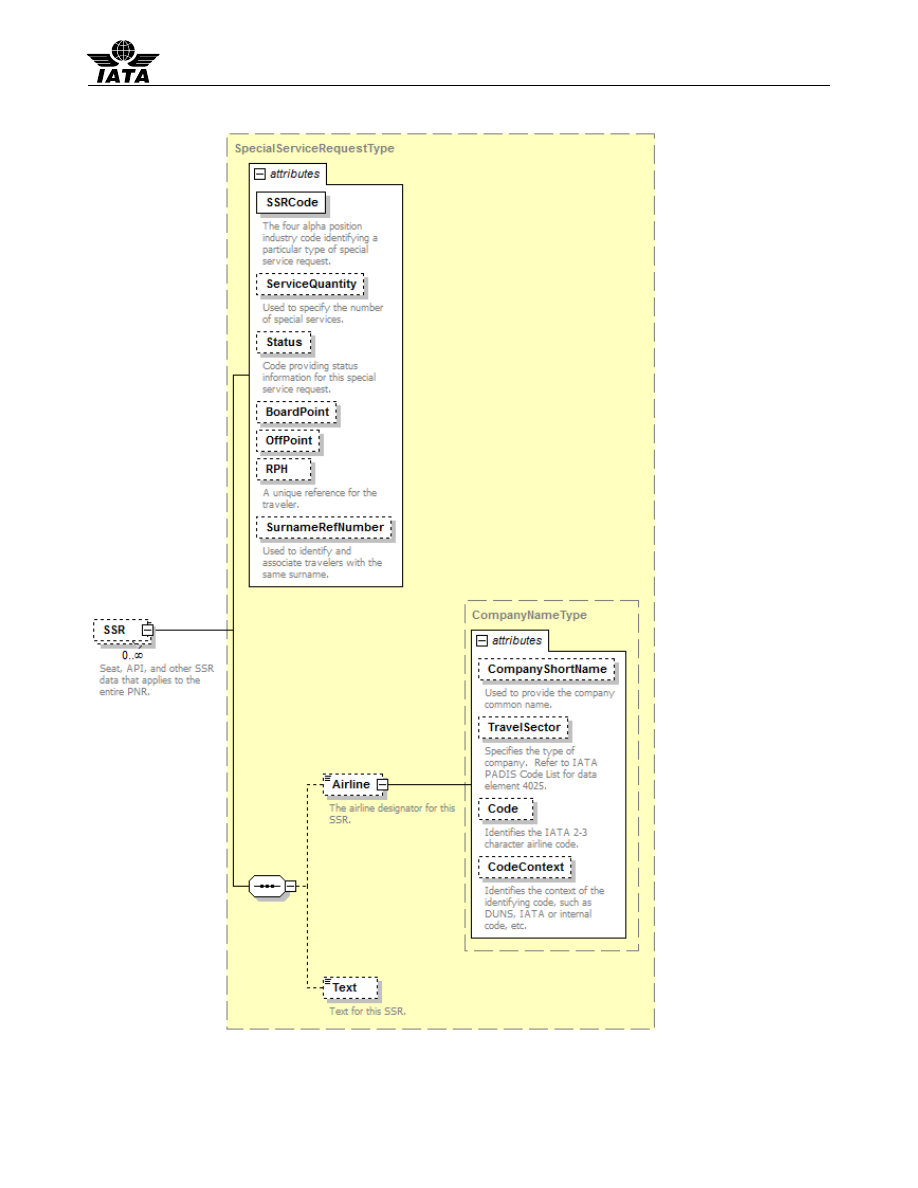 IATA
SpecialServiceRequestType
attributes
SSRCode
The four alpha position
industry code identifying a
particular type of special
service request.
ServiceQuantity
Used to specify the number
of special services.
Status
Code providing status
information for this special
service request.
BoardPoint
OffPoint
RPH
A unique reference for the
traveler.
SurnameRefNumber
Used to identify and
associate travelers with the
same surname.
SSR
0..∞
Seat, API, and other SSR
data that applies to the
entire PNR.
CompanyNameType
attributes
CompanyShortName
Used to provide the company
common name.
TravelSector
Specifies the type of
company.  Refer to IATA
PADIS Code List for data
element 4025.
Code
Identifies the IATA 2-3
character airline code.
CodeContext
Identifies the context of the
identifying code, such as
DUNS, IATA or internal
code, etc.
Airline
The airline designator for this
SSR.
Text
Text for this SSR.